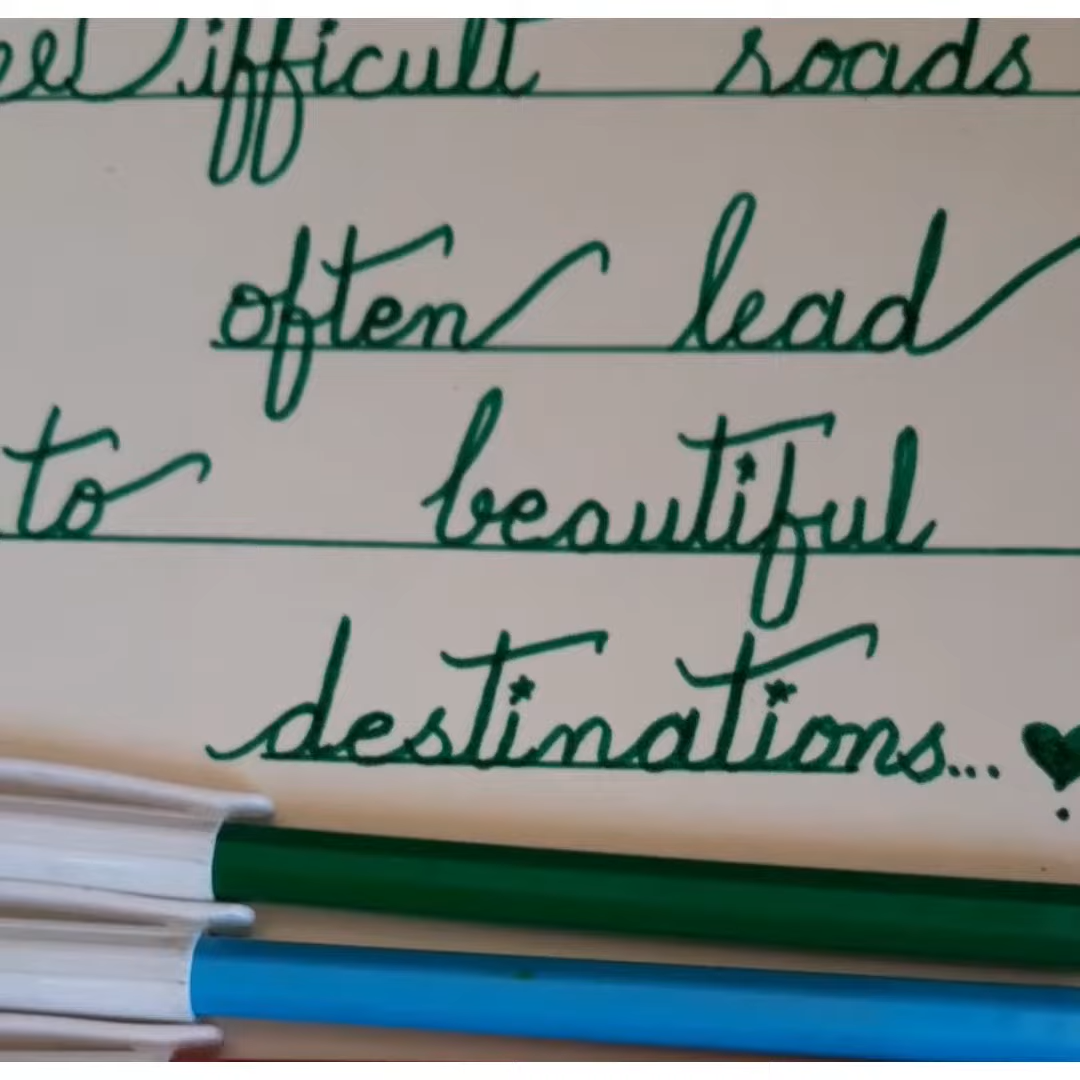 Difficult roads
often lead
to beautiful
destinations...